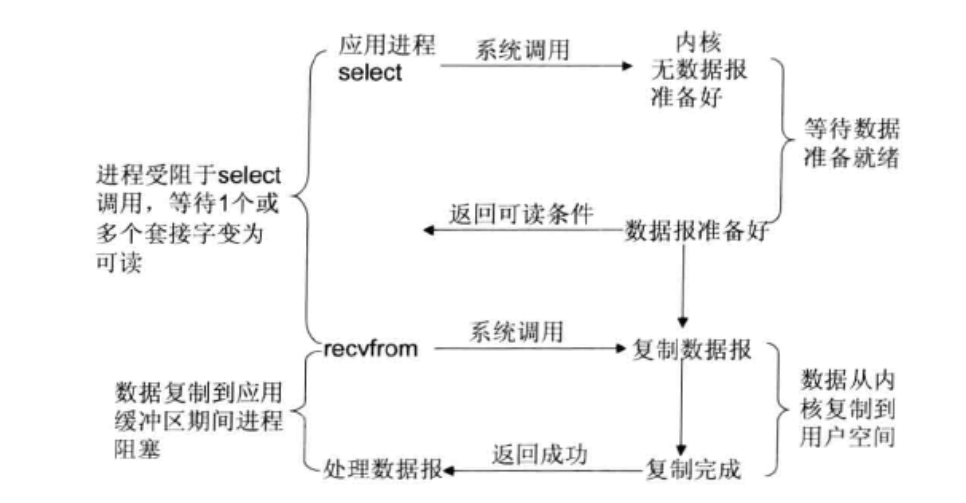 应用进程
select
系统调用
内核
无数据报
准备好
等待数据
准备就绪
进程受阻于select
调用，等待1个或
多个套接字变为
可读
返回可读条件
数据报准备好
recvfrom
系统调用
复制数据报
数据复制到应用
缓冲区期间进程
阻塞
数据从内
核复制到
用户空间
处理数据报
返回成功
复制完成